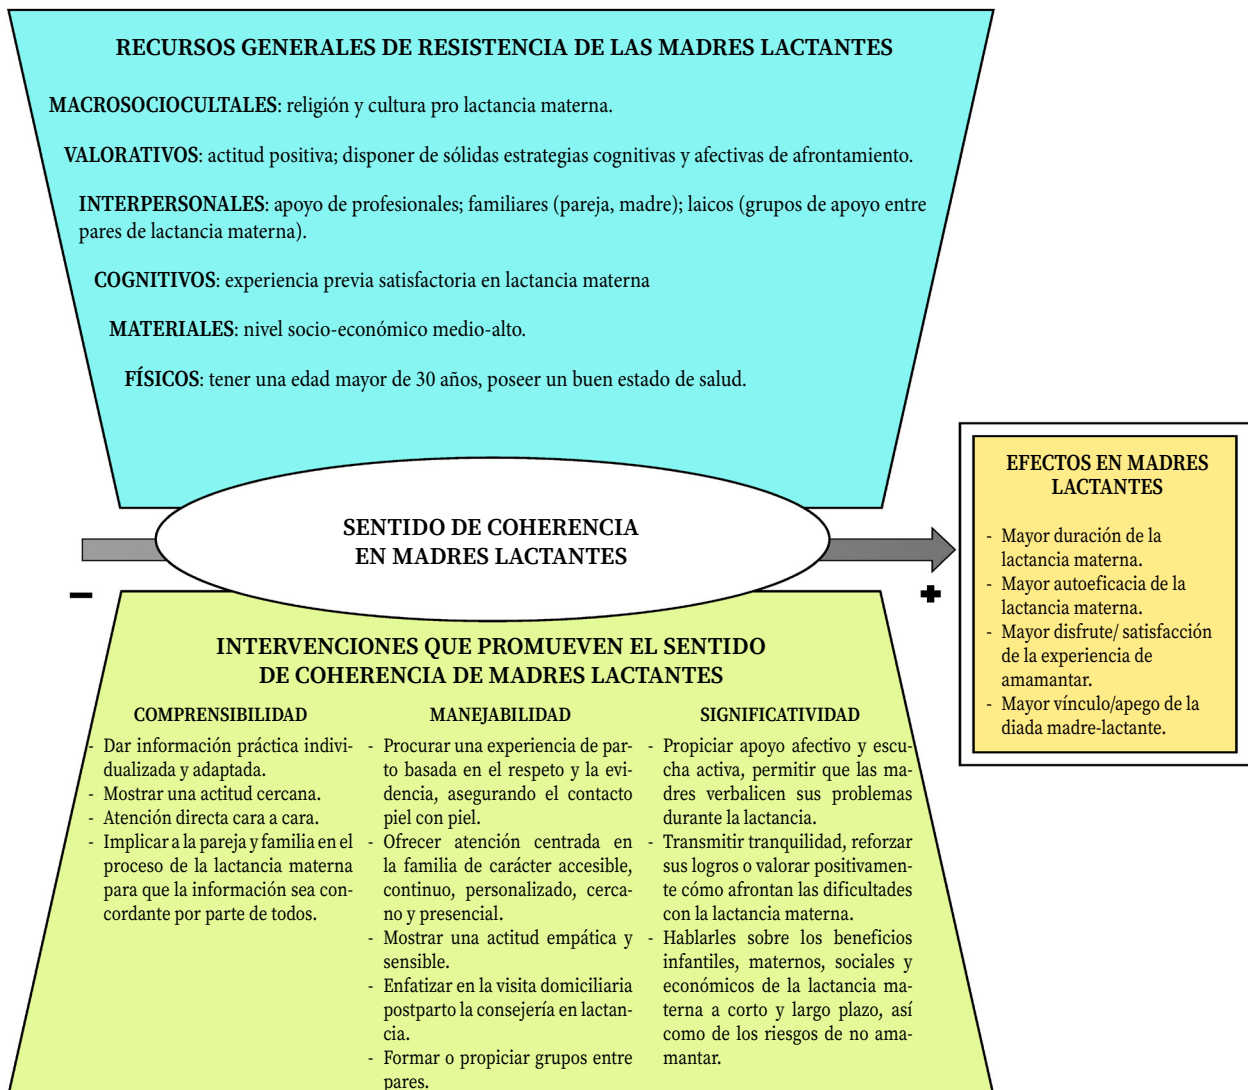 RECURSOS GENERALES DE RESISTENCIA DE LAS MADRES LACTANTES
MACROSOCIOCULTALES: religión y cultura pro lactancia materna.
VALORATIVOS: actitud positiva; disponer de sólidas estrategias cognitivas y afectivas de afrontamiento.
INTERPERSONALES: apoyo de profesionales; familiares (pareja, madre); laicos (grupos de apoyo entre
pares de lactancia materna).
COGNITIVOS: experiencia previa satisfactoria en lactancia materna
MATERIALES: nivel socio-económico medio-alto.
FÍSICOS: tener una edad mayor de 30 años, poseer un buen estado de salud.
SENTIDO DE COHERENCIA
EN MADRES LACTANTES
–
+
EFECTOS EN MADRES
LACTANTES
- Mayor duración de la
lactancia materna.
- Mayor autoeficacia de la
lactancia materna.
- Mayor disfrute/ satisfacción
de la experiencia de
amamantar.
- Mayor vínculo/apego de la
diada madre-lactante.
INTERVENCIONES QUE PROMUEVEN EL SENTIDO
DE COHERENCIA DE MADRES LACTANTES
COMPRENSIBILIDAD
- Dar información práctica indivi-
dualizada y adaptada.
- Mostrar una actitud cercana.
- Atención directa cara a cara.
- Implicar a la pareja y familia en el
proceso de la lactancia materna
para que la información sea con-
cordante por parte de todos.
MANEJABILIDAD
- Procurar una experiencia de par-
to basada en el respeto y la evi-
dencia, asegurando el contacto
piel con piel.
- Ofrecer atención centrada en
la familia de carácter accesible,
continuo, personalizado, cerca-
no y presencial.
- Mostrar una actitud empática y
sensible.
- Enfatizar en la visita domiciliaria
postparto la consejería en lactan-
cia.
- Formar o propiciar grupos entre
pares.
SIGNIFICATIVIDAD
- Propiciar apoyo afectivo y escu-
cha activa, permitir que las ma-
dres verbalicen sus problemas
durante la lactancia.
- Transmitir tranquilidad, reforzar
sus logros o valorar positivamen-
te cómo afrontan las dificultades
con la lactancia materna.
- Hablarles sobre los beneficios
infantiles, maternos, sociales y
económicos de la lactancia ma-
terna a corto y largo plazo, así
como de los riesgos de no ama-
mantar.